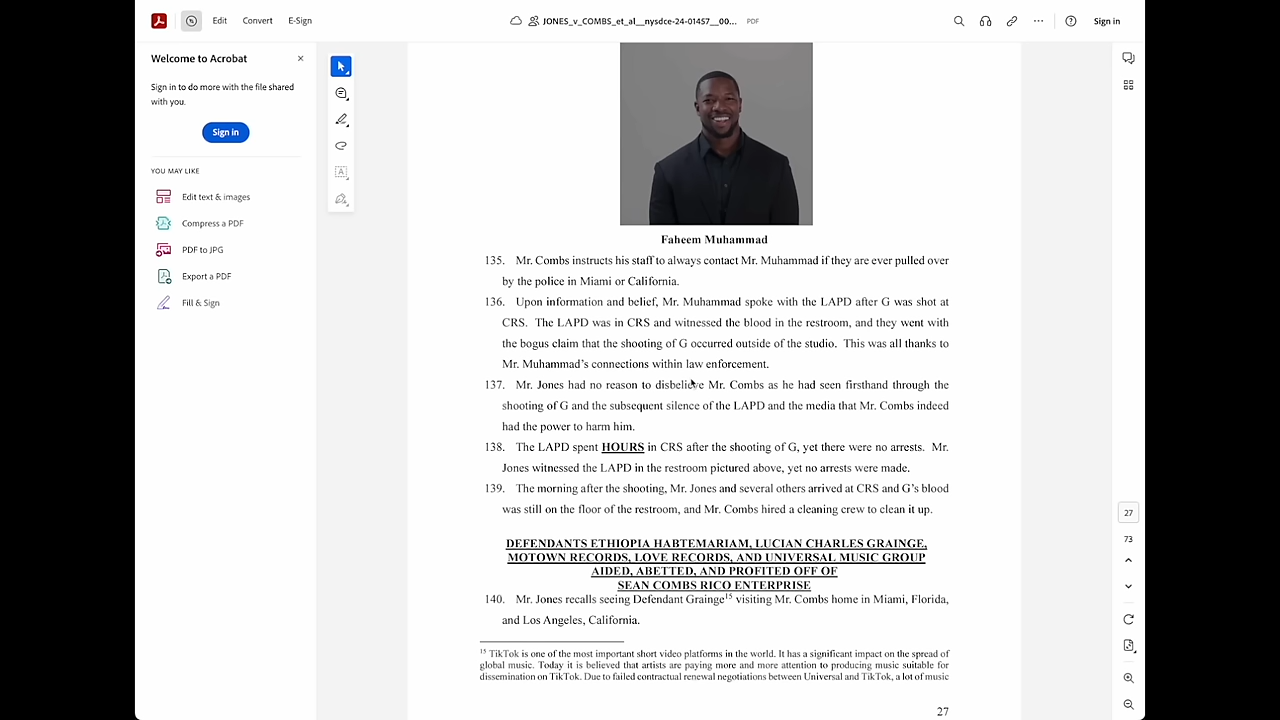 Edit
Convert
E-Sign
JONES_v_COMBS_et_al__nysdce-24-01457__00...
PDF
Sign in
Welcome to Acrobat
Sign in to do more with the file shared
with you.
Sign in
YOU MAY LIKE
Edit text & images
Compress a PDF
PDF to JPG
Export a PDF
Fill & Sign
Faheem Muhammad
135. Mr. Combs instructs his staff to always contact Mr. Muhammad if they are ever pulled over
by the police in Miami or California.
136. Upon information and belief, Mr. Muhammad spoke with the LAPD after G was shot at
CRS. The LAPD was in CRS and witnessed the blood in the restroom, and they went with
the bogus claim that the shooting of G occurred outside of the studio. This was all thanks to
Mr. Muhammad's connections within law enforcement.
137. Mr. Jones had no reason to disbelieve Mr. Combs as he had seen firsthand through the
shooting of G and the subsequent silence of the LAPD and the media that Mr. Combs indeed
had the power to harm him.
138. The LAPD spent HOURS in CRS after the shooting of G, yet there were no arrests. Mr.
Jones witnessed the LAPD in the restroom pictured above, yet no arrests were made.
139. The morning after the shooting, Mr. Jones and several others arrived at CRS and G's blood
was still on the floor of the restroom, and Mr. Combs hired a cleaning crew to clean it up.
DEFENDANTS ETHIOPIA HABTEMARIAM, LUCIAN CHARLES GRAINGE,
MOTOWN RECORDS, LOVE RECORDS, AND UNIVERSAL MUSIC GROUP
AIDED, ABETTED, AND PROFITED OFF OF
SEAN COMBS RICO ENTERPRISE
140. Mr. Jones recalls seeing Defendant Grainge15 visiting Mr. Combs home in Miami, Florida,
and Los Angeles, California.
15 TikTok is one of the most important short video platforms in the world. It has a significant impact on the spread of
global music. Today it is believed that artists are paying more and more attention to producing music suitable for
dissemination on TikTok. Due to failed contractual renewal negotiations between Universal and TikTok, a lot of music
27
27
73